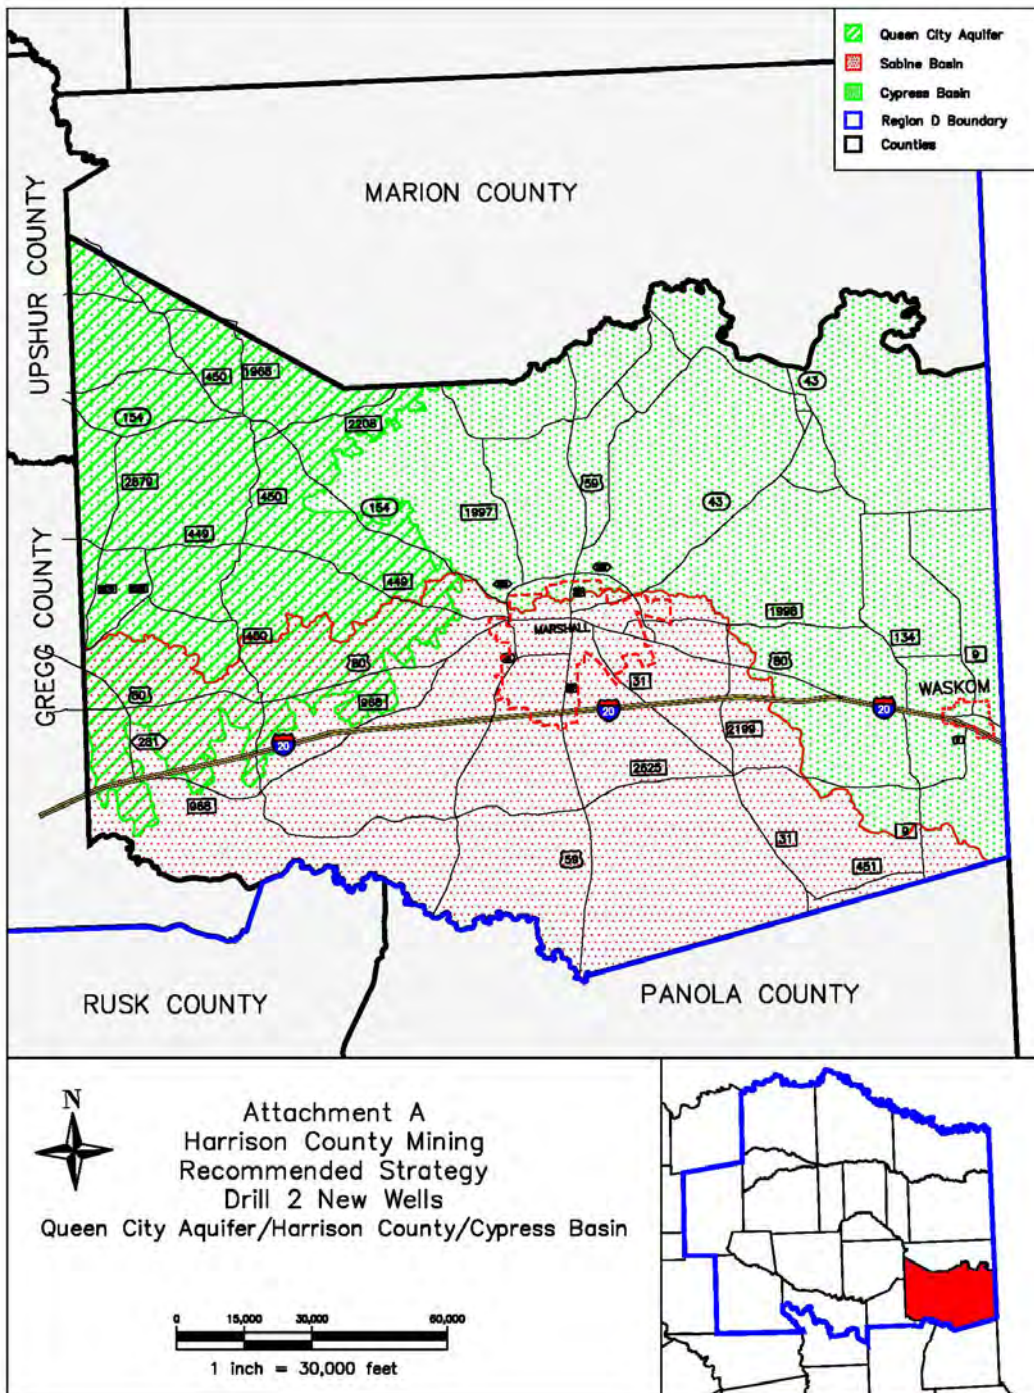 Queen City Aquifer
Sabine Basin
Cypress Basin
Region D Boundary
Counties
MARION COUNTY
UPSHUR COUNTY
GREGG COUNTY
RUSK COUNTY
PANOLA COUNTY
450
1968
43
154
2208
59
2879
450
154
1997
43
449
449
1998
450
MARSHALL
134
80
80
9
80
968
31
WASKOM
20
20
281
20
2199
2625
968
31
9
59
451
N
Attachment A
Harrison County Mining
Recommended Strategy
Drill 2 New Wells
Queen City Aquifer/Harrison County/Cypress Basin
0 15,000 30,000 60,000
1 inch = 30,000 feet